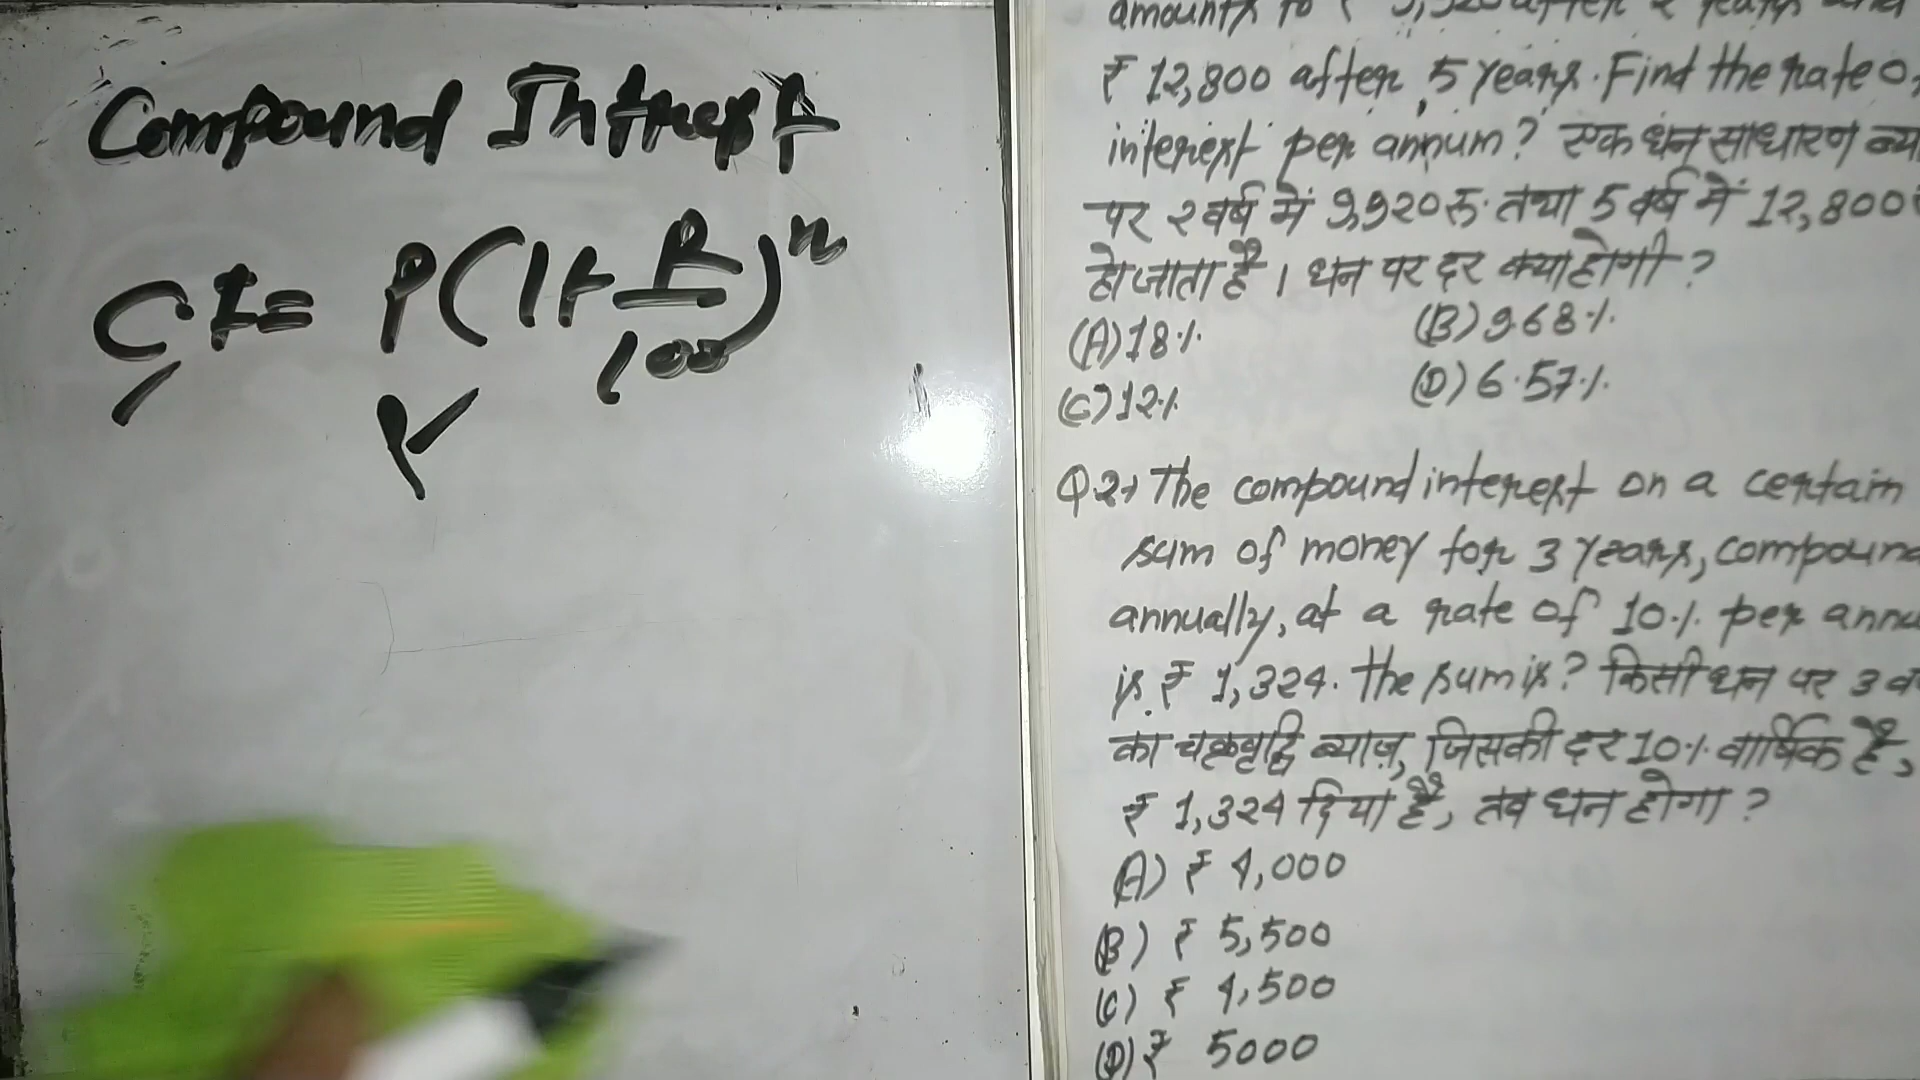 Compound Intrest
CI = P(1+R/100)^n
P
₹ 12,800 after 5 years. Find the rate
interest per annum? एक धन साधारण
पर 2 वर्ष में 9,920 रु. तथा 5 वर्ष में 12,800
हो जाता है । धन पर दर क्या होगी ?
(A) 18% (B) 9.68%
(C) 12% (D) 6.57%
Q2→ The compound interest on a certain
sum of money for 3 years, compound
annually, at a rate of 10% per
is ₹ 1,324. the sum is? किसी धन पर 3
का चक्रवृद्धि ब्याज़, जिसकी दर 10% वार्षिक है,
₹ 1,324 दिया है, तब धन होगा ?
(A) ₹ 4,000
(B) ₹ 5,500
(C) ₹ 4,500
(D) ₹ 5000